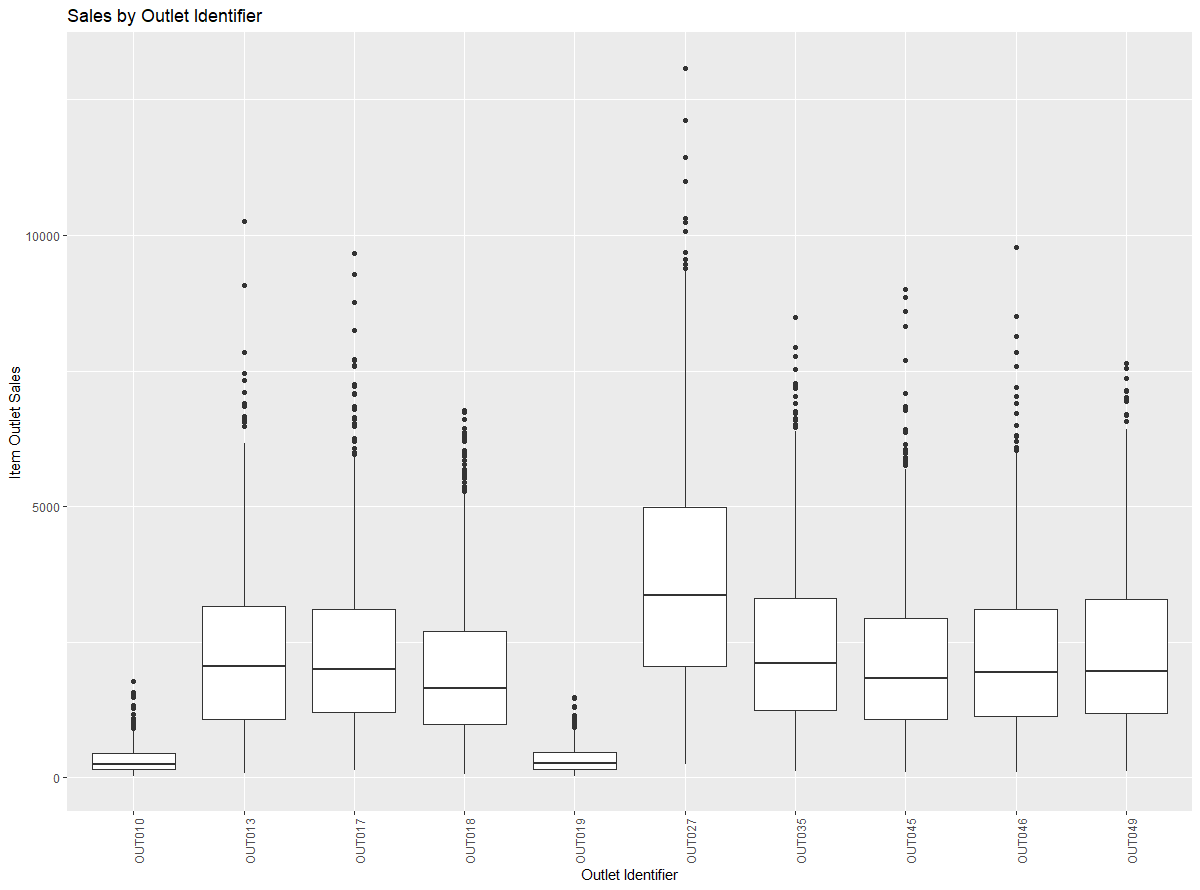 Sales by Outlet Identifier
Item Outlet Sales
10000
5000
0
OUT010
OUT013
OUT017
OUT018
OUT019
OUT027
OUT035
OUT045
OUT046
OUT049
Outlet Identifier